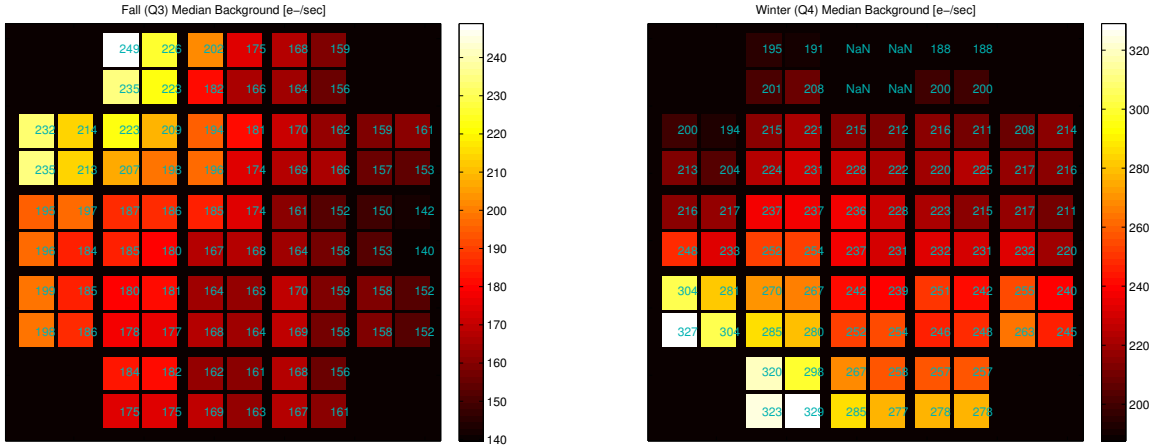 Fall (Q3) Median Background [e−/sec]
249 226 202 175 168 159
235 223 182 166 164 156
232 214 223 209 194 181 170 162 159 161
235 213 207 198 196 174 169 166 157 153
195 197 187 186 185 174 161 152 150 142
196 184 185 180 167 168 164 158 153 140
199 185 180 181 164 163 170 159 158 152
198 186 178 177 168 164 169 158 158 152
184 182 162 161 168 156
175 175 169 163 167 161
240
230
220
210
200
190
180
170
160
150
140
Winter (Q4) Median Background [e−/sec]
195 191 NaN NaN 188 188
201 208 NaN NaN 200 200
200 194 215 221 215 212 216 211 208 214
213 204 224 231 228 222 220 225 217 216
216 217 237 237 236 228 223 215 217 211
246 233 252 254 237 231 232 231 232 220
304 281 270 267 242 239 251 242 240
327 304 285 280 252 254 246 248 263 245
320 298 267 258 257 257
323 329 285 277 278 278
320
300
280
260
240
220
200